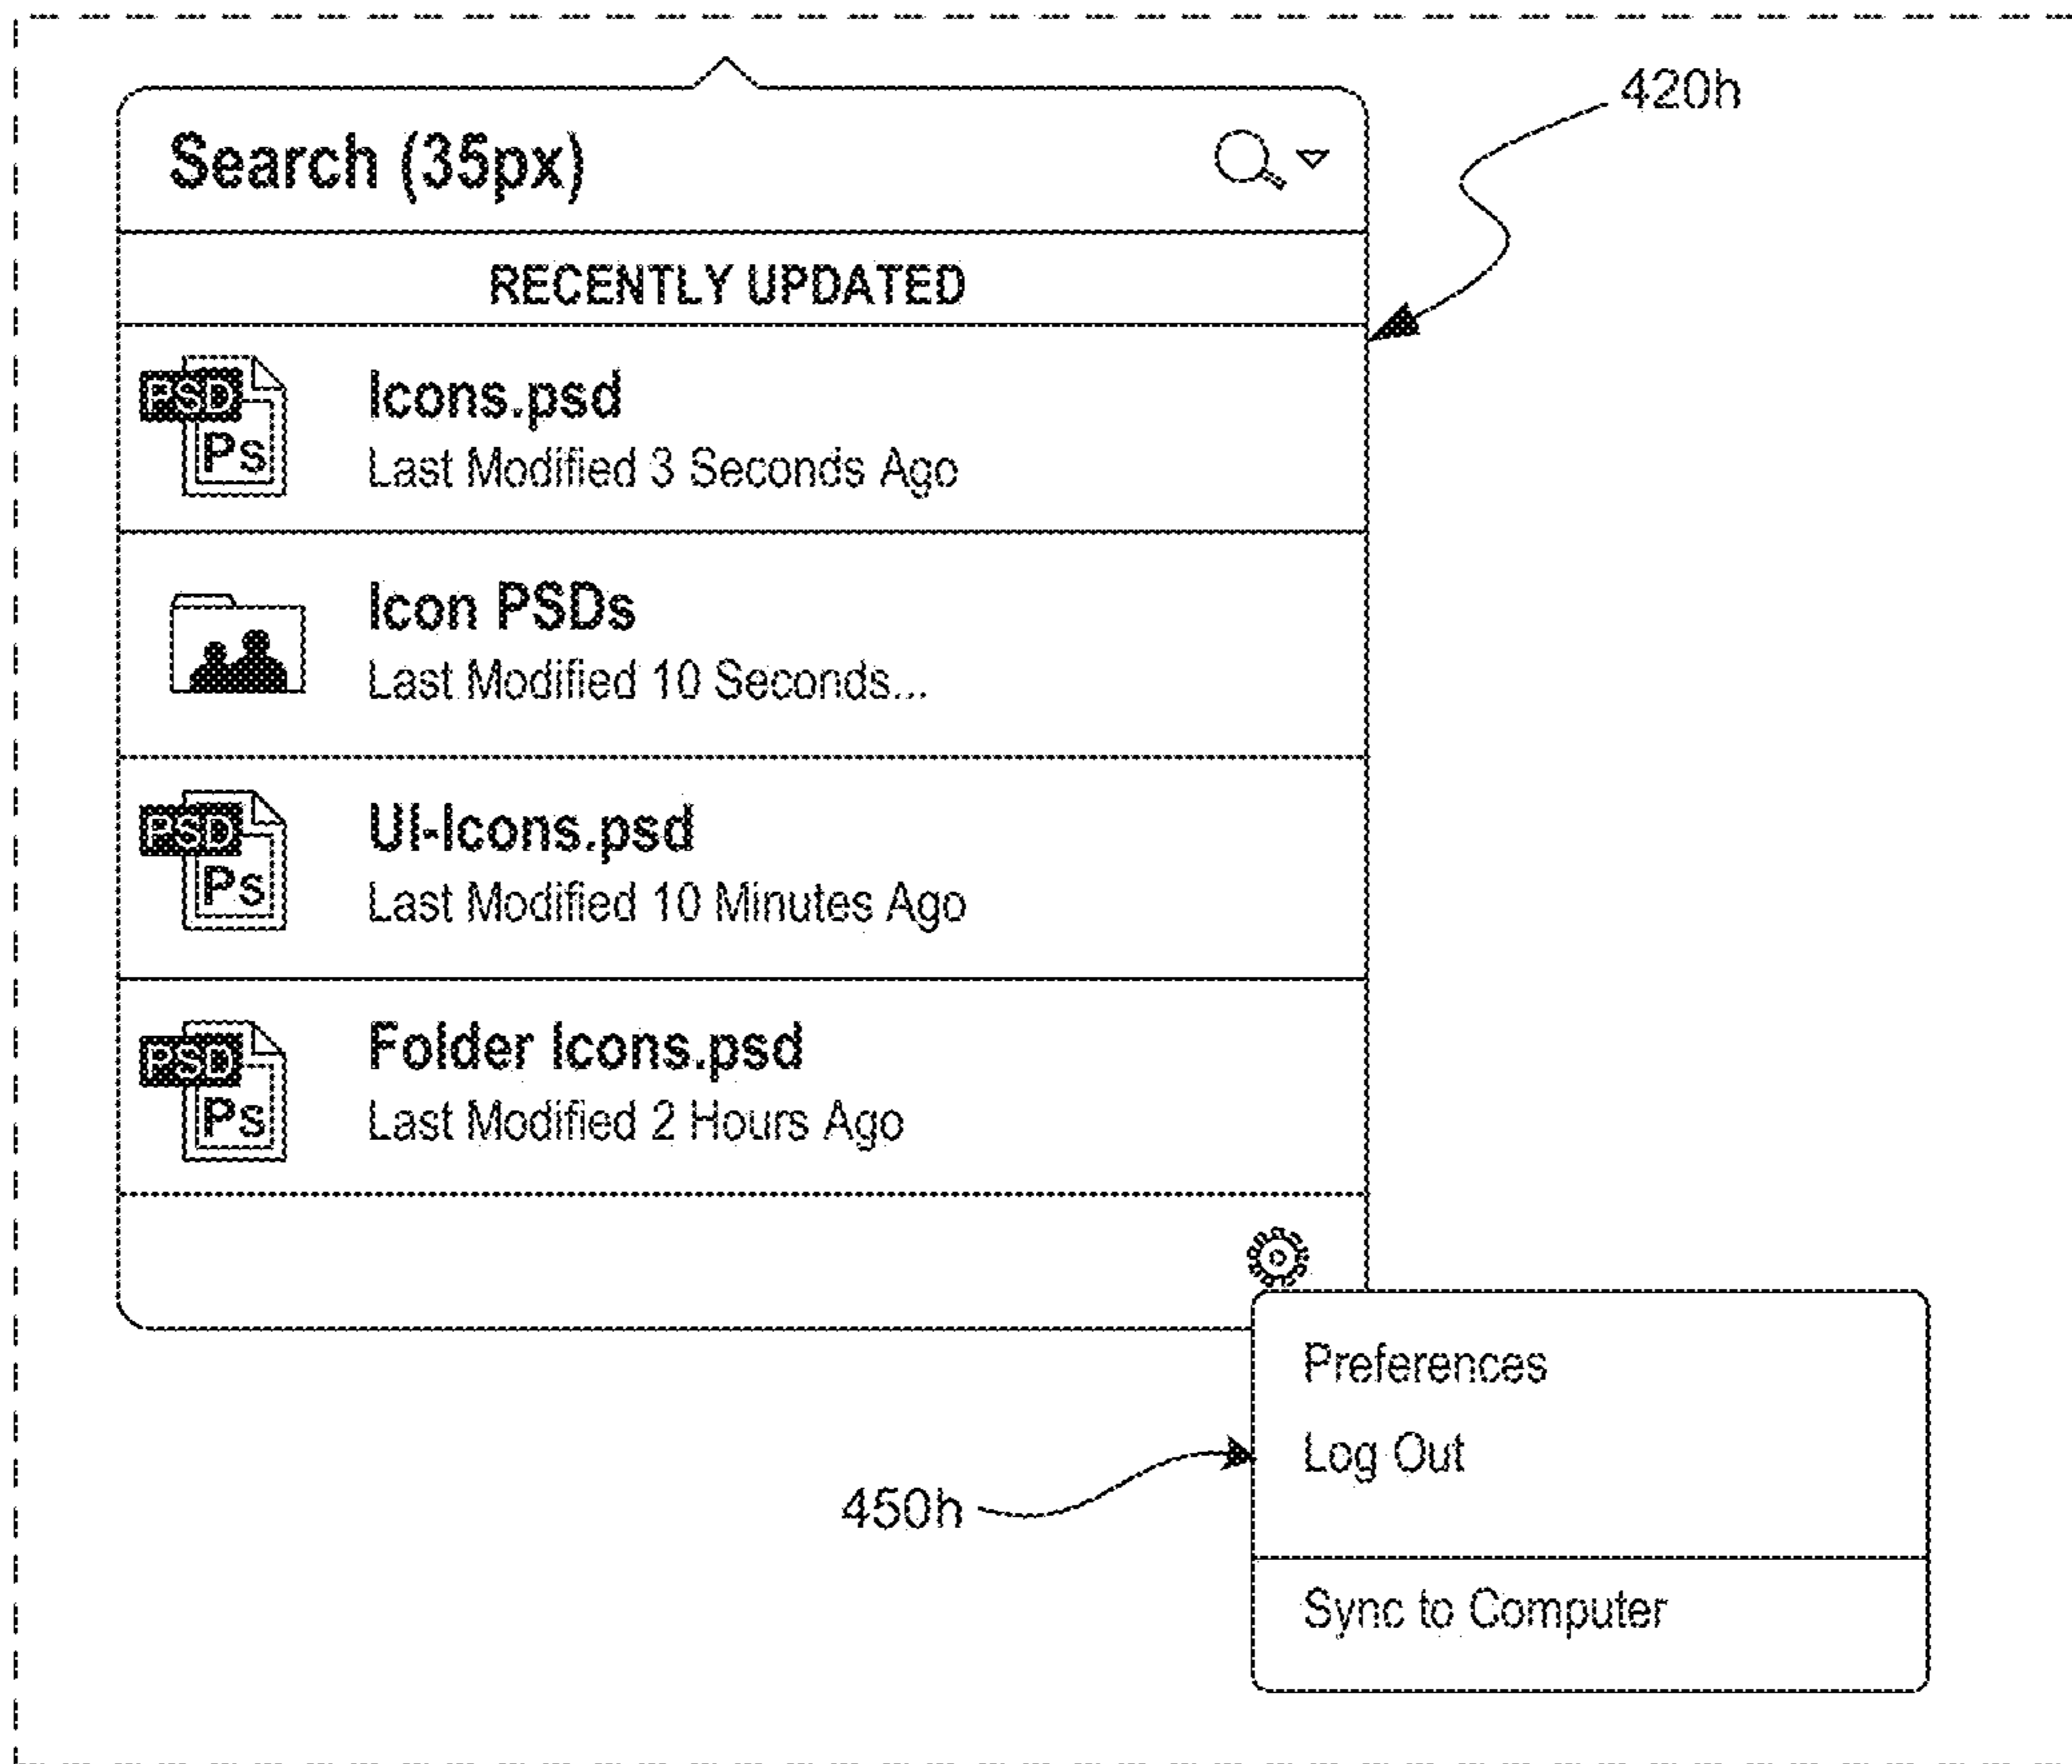 420h
Search (35px)
RECENTLY UPDATED
PSD
Ps
Icons.psd
Last Modified 3 Seconds Ago
Icon PSDs
Last Modified 10 Seconds...
PSD
Ps
UI-Icons.psd
Last Modified 10 Minutes Ago
PSD
Ps
Folder Icons.psd
Last Modified 2 Hours Ago
Preferences
Log Out
450h
Sync to Computer